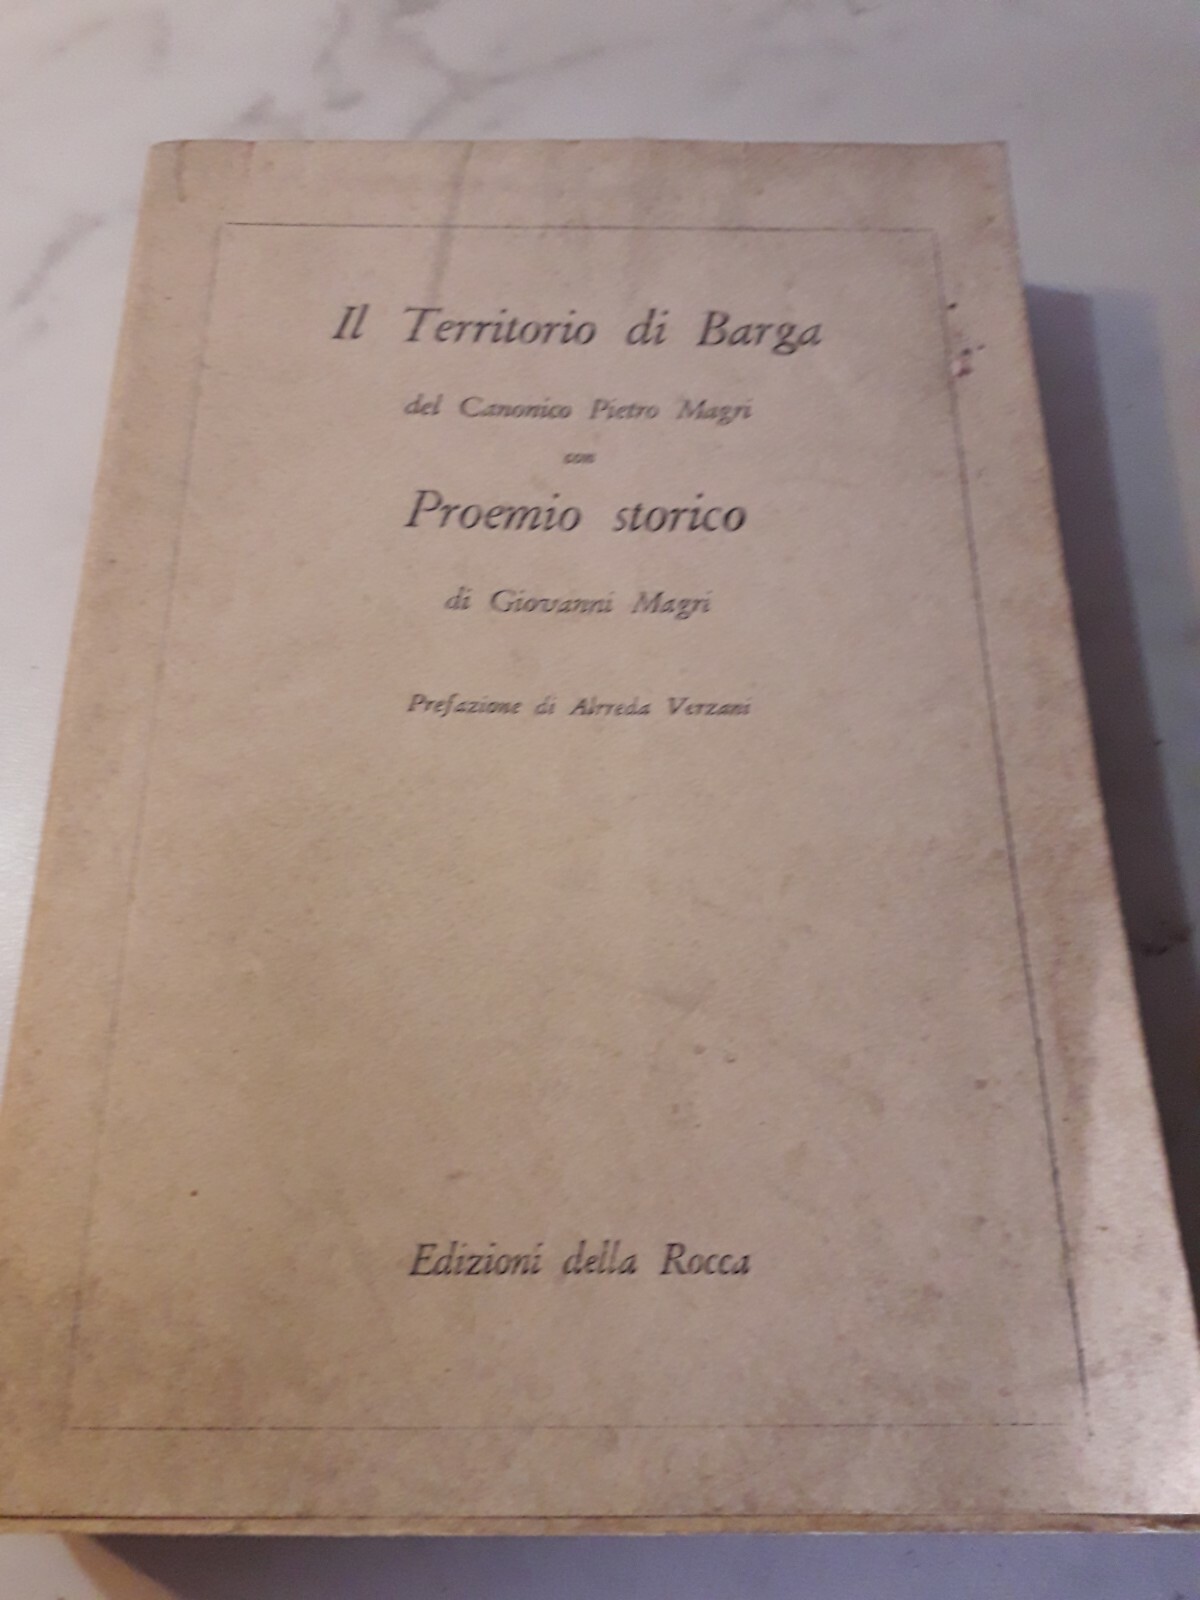 Il Territorio di Barga
del Canonico Pietro Magri
con
Proemio storico
di Giovanni Magri
Prefazione di Alrreda Verzani
Edizioni della Rocca